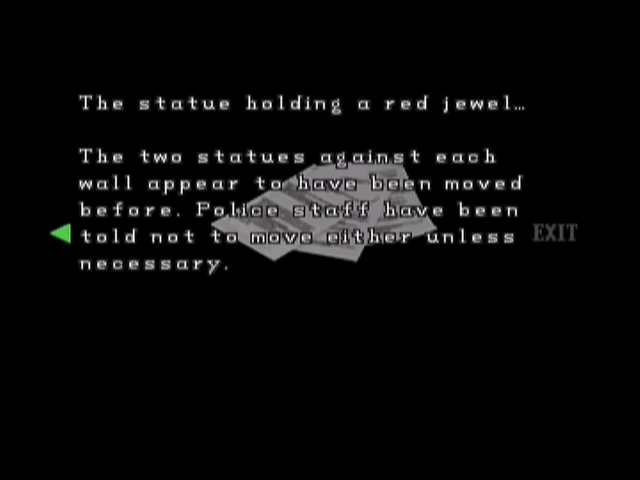 The statue holding a red jewel…
The two statues against each
wall appear to have been moved
before. Police staff have been
told not to move either unless
necessary.
EXIT